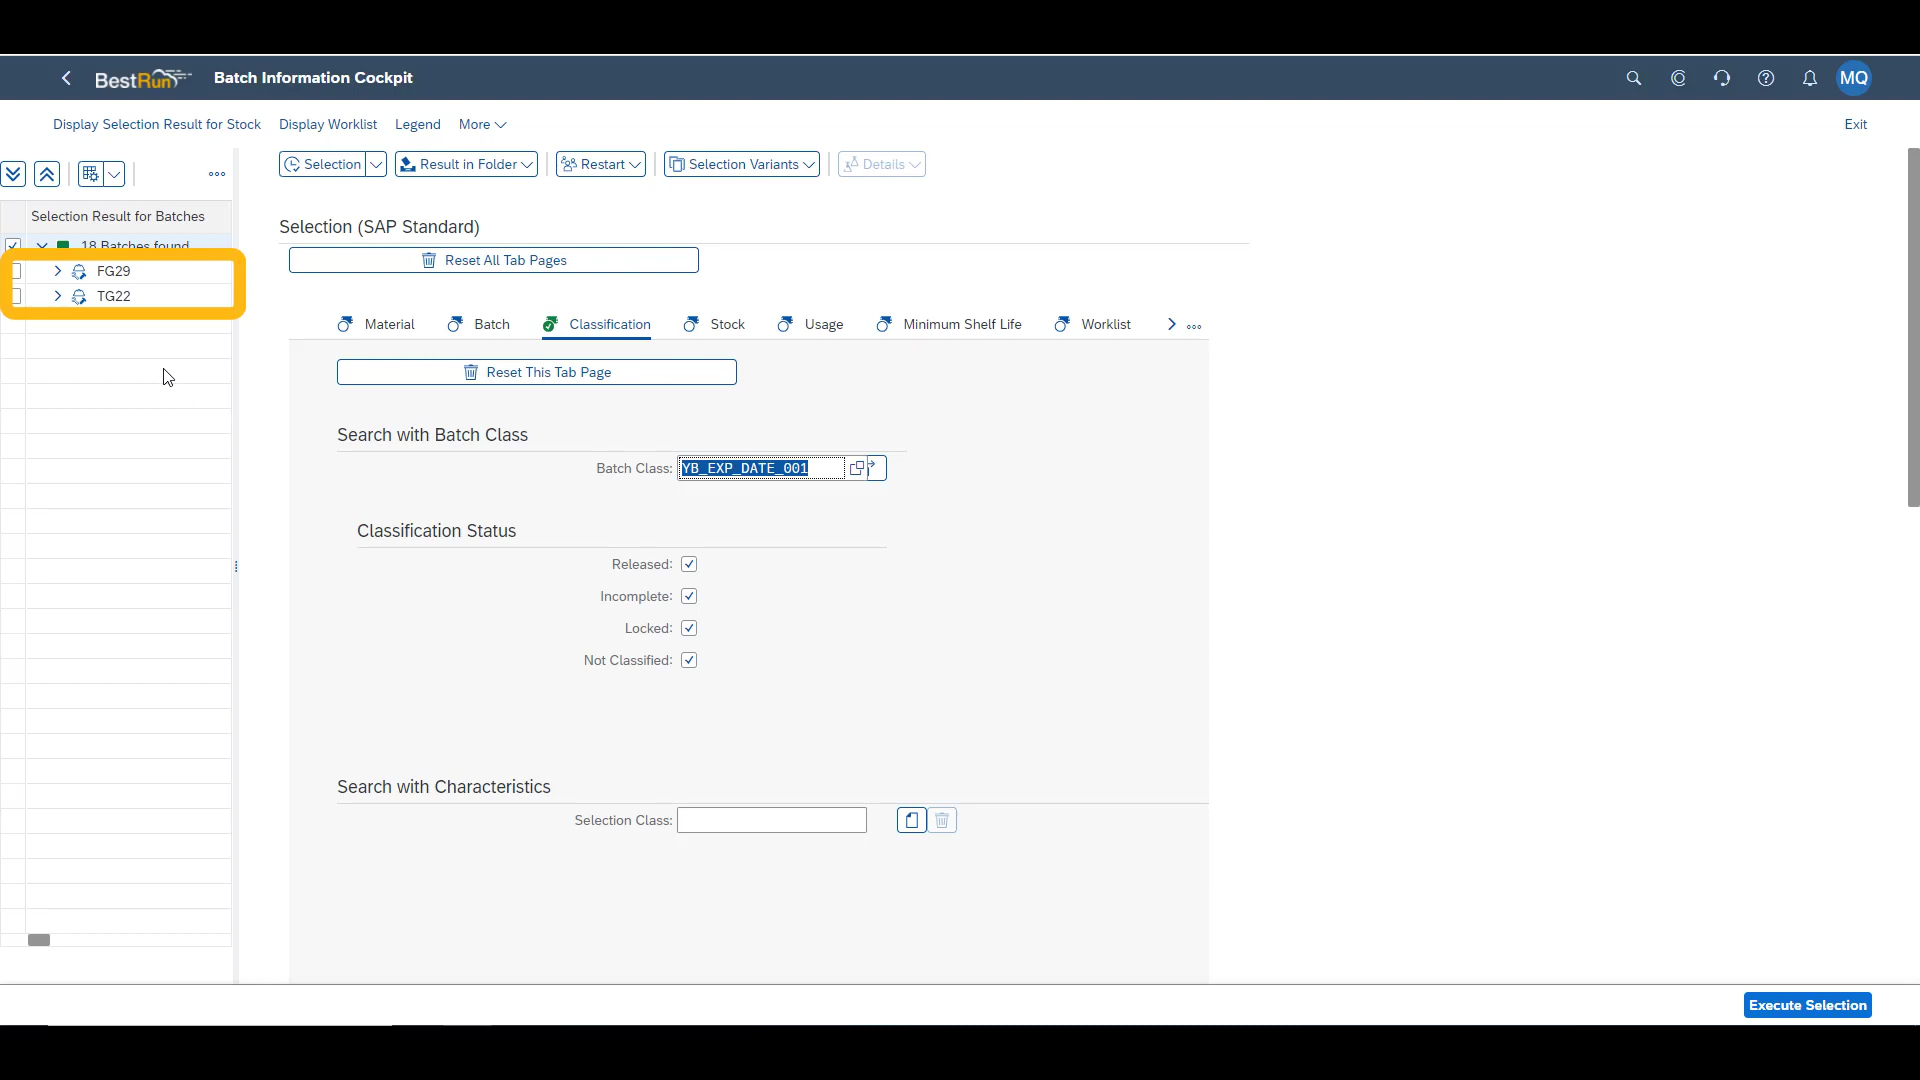 BestRun
Batch Information Cockpit
MQ
Display Selection Result for Stock
Display Worklist
Legend
More
Exit
Selection
Result in Folder
Restart
Selection Variants
Details
Selection Result for Batches
18 Batches found
FG29
TG22
Selection (SAP Standard)
Reset All Tab Pages
Material
Batch
Classification
Stock
Usage
Minimum Shelf Life
Worklist
Reset This Tab Page
Search with Batch Class
Batch Class: YB_EXP_DATE_001
Classification Status
Released:
Incomplete:
Locked:
Not Classified:
Search with Characteristics
Selection Class:
Execute Selection